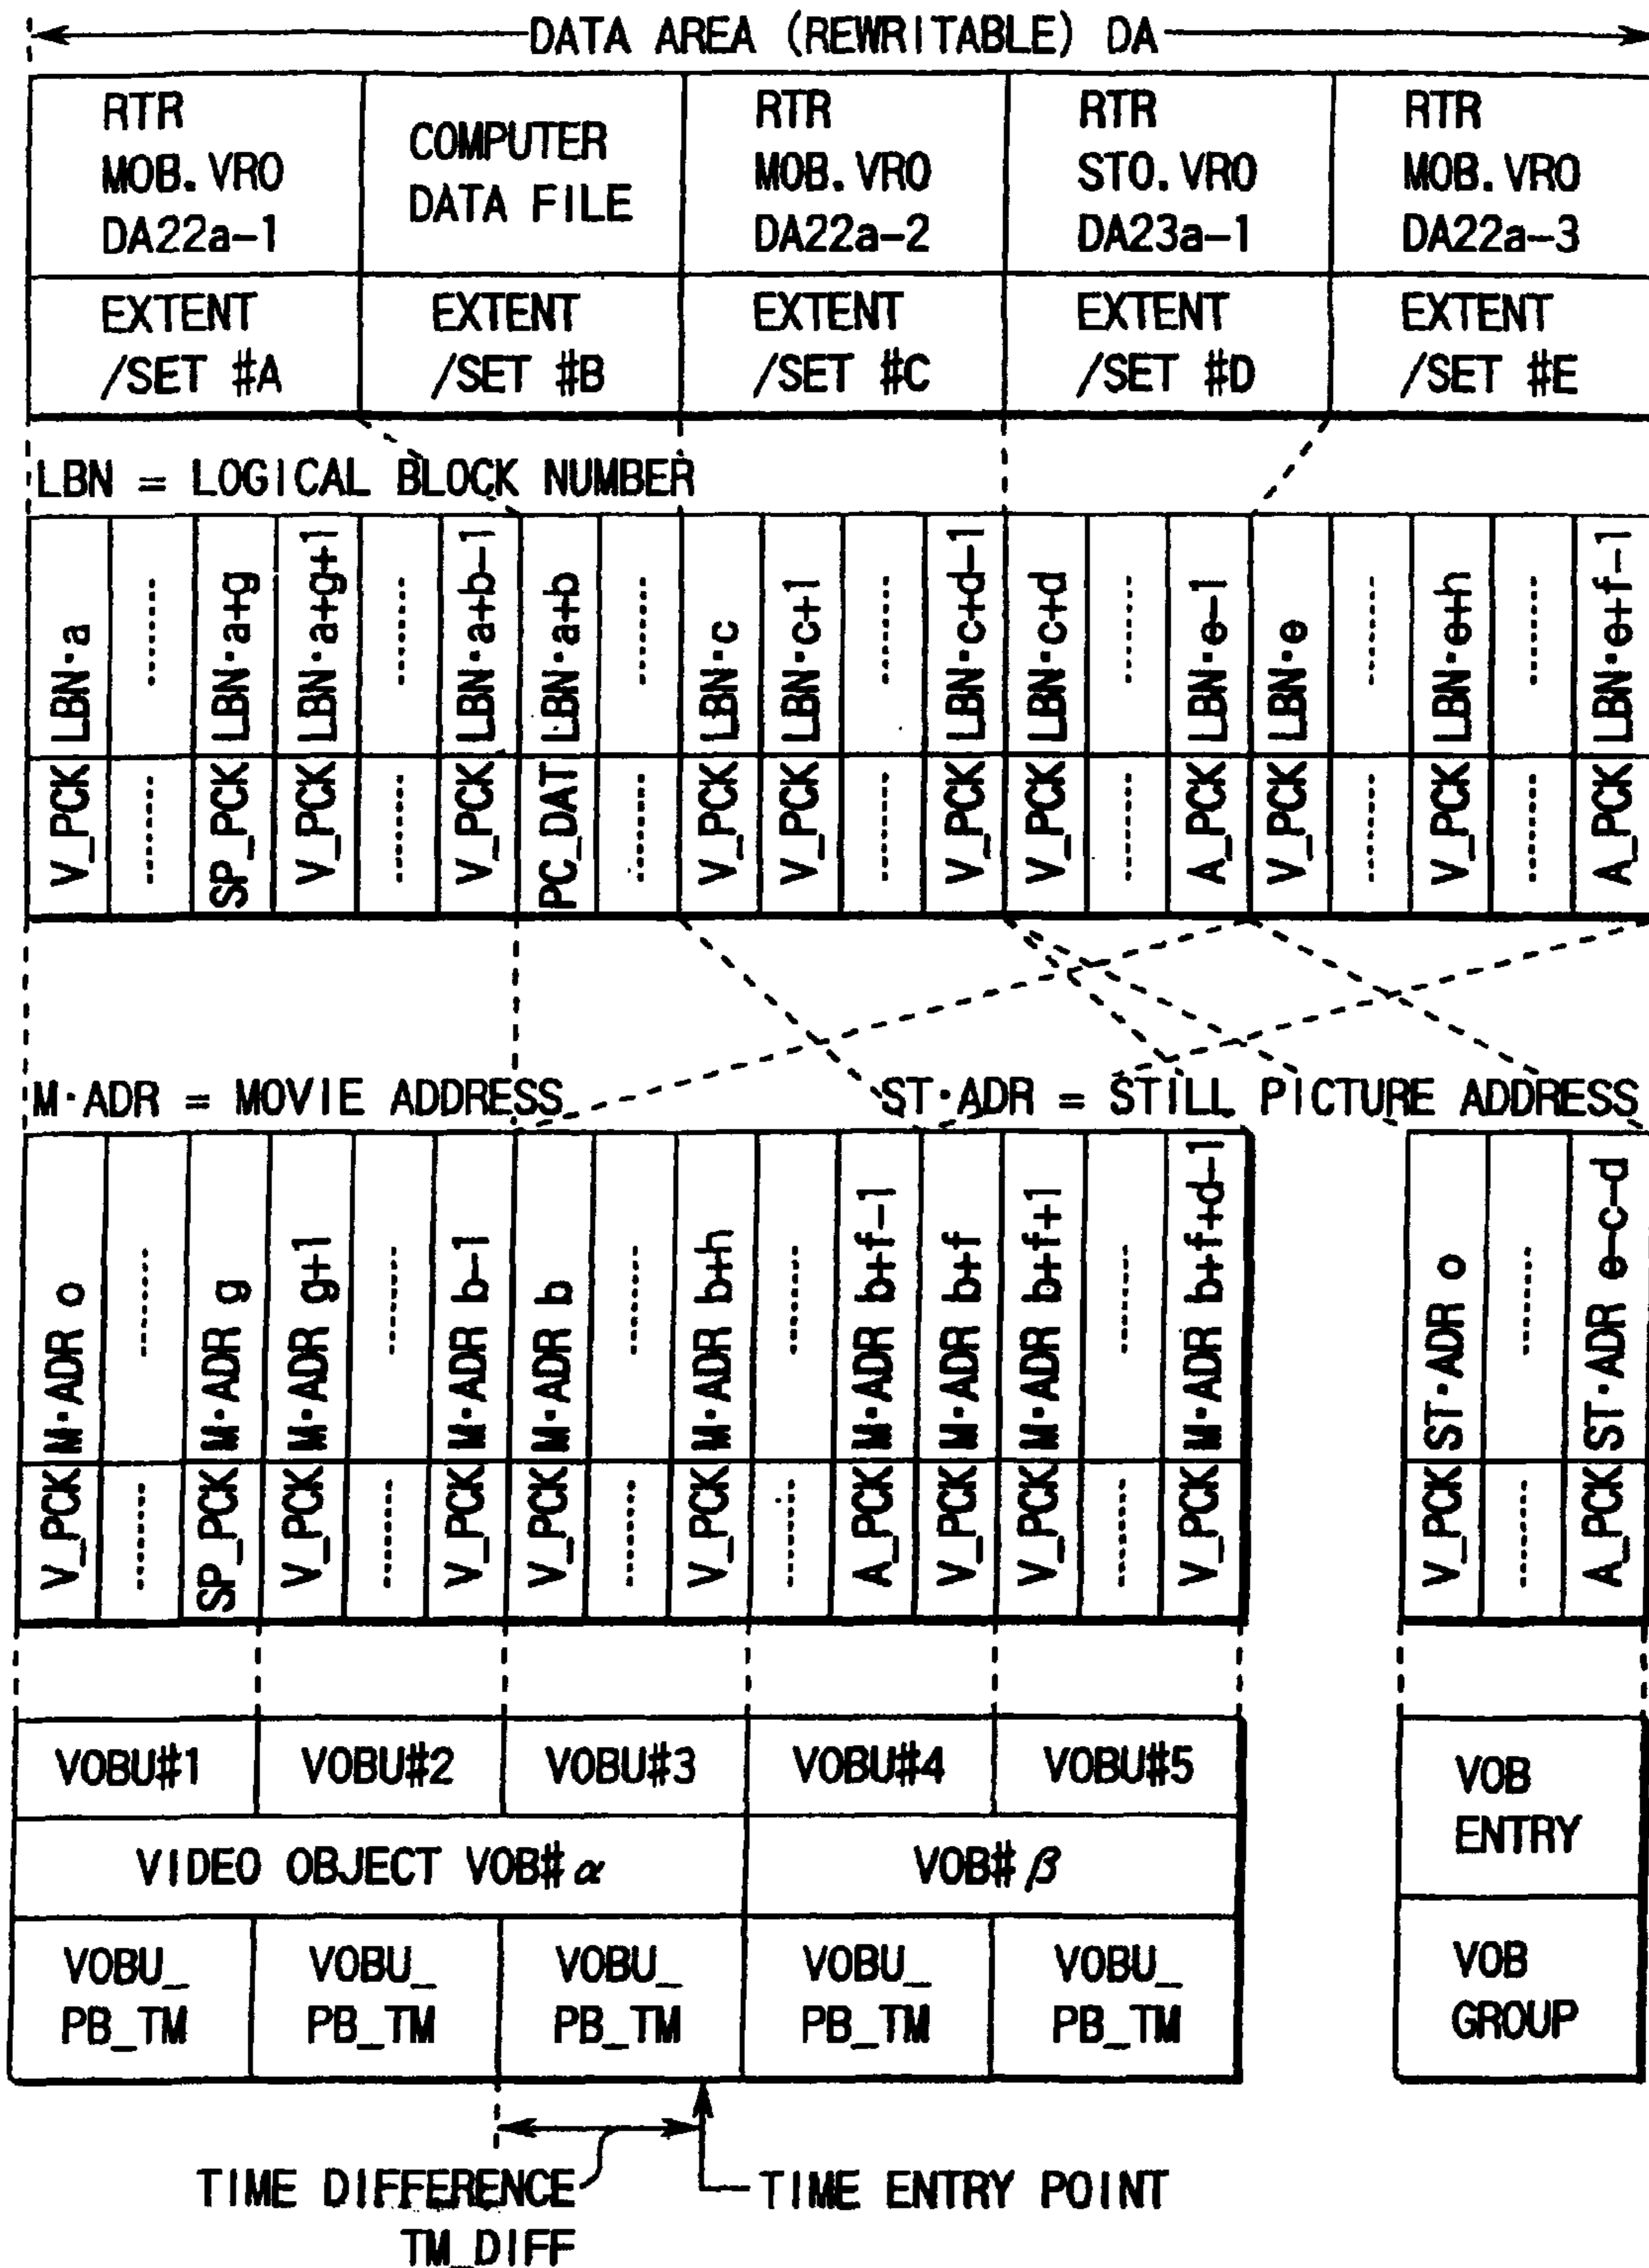 DATA AREA (REWRITABLE) DA
RTR
MOB. VRO
DA22a-1
COMPUTER
DATA FILE
RTR
MOB. VRO
DA22a-2
RTR
STO. VRO
DA23a-1
RTR
MOB. VRO
DA22a-3
EXTENT
/SET #A
EXTENT
/SET #B
EXTENT
/SET #C
EXTENT
/SET #D
EXTENT
/SET #E
LBN = LOGICAL BLOCK NUMBER
V_PCK LBN·a
........ ........
SP_PCK LBN·a+g
V_PCK LBN·a+g+1
........ ........
V_PCK LBN·a+b-1
PC_DAT LBN·a+b
........ ........
V_PCK LBN·c
V_PCK LBN·c+1
........ ........
V_PCK LBN·c+d-1
V_PCK LBN·c+d
........ ........
A_PCK LBN·e-1
V_PCK LBN·e
........ ........
V_PCK LBN·e+h
........ ........
A_PCK LBN·e+f-1
M·ADR = MOVIE ADDRESS
ST·ADR = STILL PICTURE ADDRESS
V_PCK M·ADR o
........ ........
SP_PCK M·ADR g
V_PCK M·ADR g+1
........ ........
V_PCK M·ADR b-1
V_PCK M·ADR b
........ ........
V_PCK M·ADR b+h
........ ........
A_PCK M·ADR b+f-1
V_PCK M·ADR b+f
V_PCK M·ADR b+f+1
........ ........
V_PCK M·ADR b+f+d-1
V_PCK ST·ADR o
........ ........
A_PCK ST·ADR e-c-d
VOBU#1
VOBU#2
VOBU#3
VOBU#4
VOBU#5
VIDEO OBJECT VOB#α
VOB#β
VOBU_
PB_TM
VOBU_
PB_TM
VOBU_
PB_TM
VOBU_
PB_TM
VOBU_
PB_TM
VOB
ENTRY
VOB
GROUP
TIME DIFFERENCE
TM_DIFF
TIME ENTRY POINT